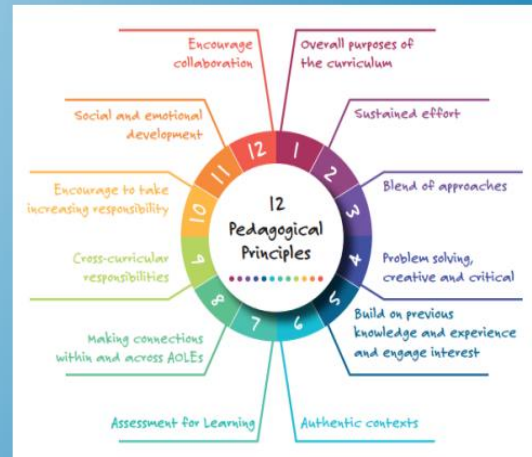 12
Pedagogical
Principles
1
Overall purposes of
the curriculum
2
Sustained effort
3
Blend of approaches
4
Problem solving,
creative and critical
5
Build on previous
knowledge and experience
and engage interest
6
Authentic contexts
7
Assessment for Learning
8
Making connections
within and across AOLEs
9
Cross-curricular
responsibilities
10
Encourage to take
increasing responsibility
11
Social and emotional
development
12
Encourage
collaboration